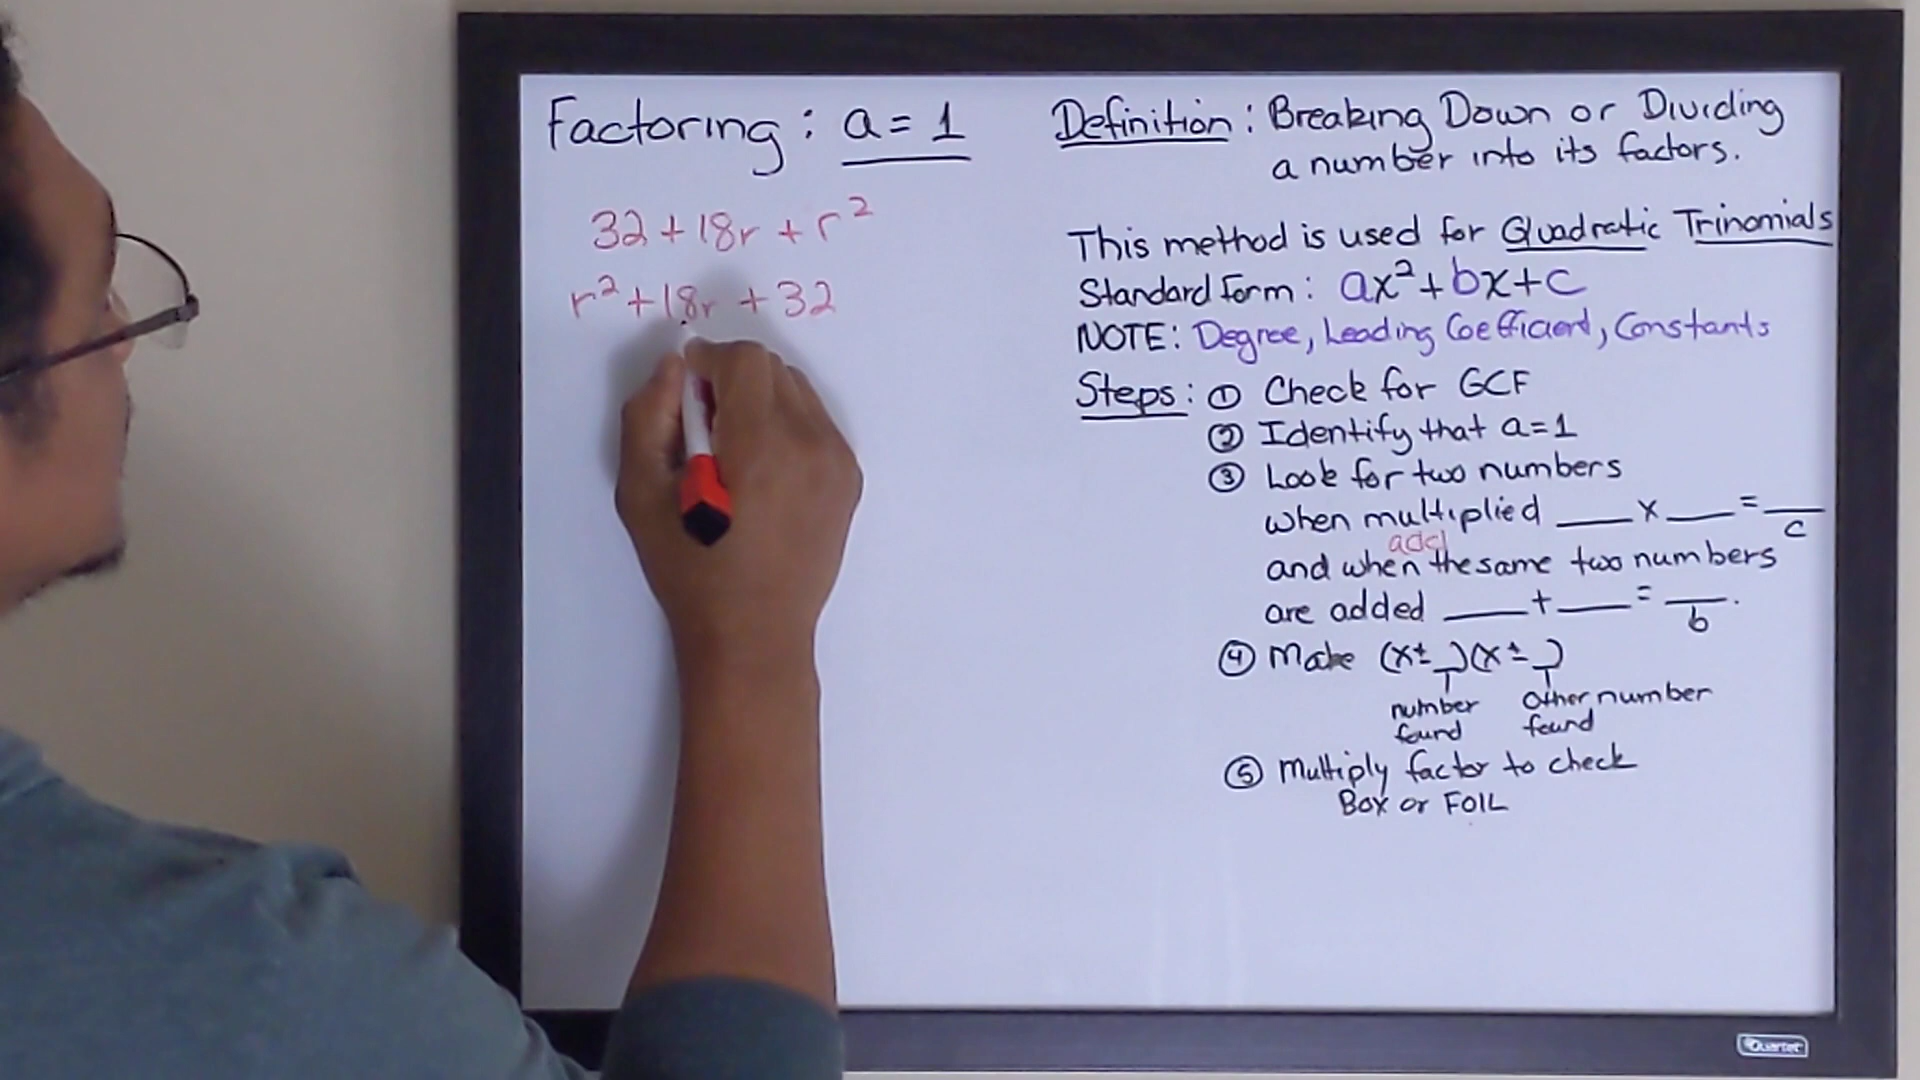 Factoring: a = 1
32 + 18r + r²
r² + 18r + 32
Definition: Breaking Down or Dividing
a number into its factors.
This method is used for Quadratic Trinomials
Standard Form: ax² + bx + c
NOTE: Degree, Leading Coefficient, Constants
Steps: ① Check for GCF
② Identify that a=1
③ Look for two numbers
when multiplied ___ x ___ = ___
c
add
and when the same two numbers
are added ___ + ___ = ___.
b
④ Make (x± _)(x± _)
number other number
found found
⑤ Multiply factor to check
Box or FOIL
Quartet